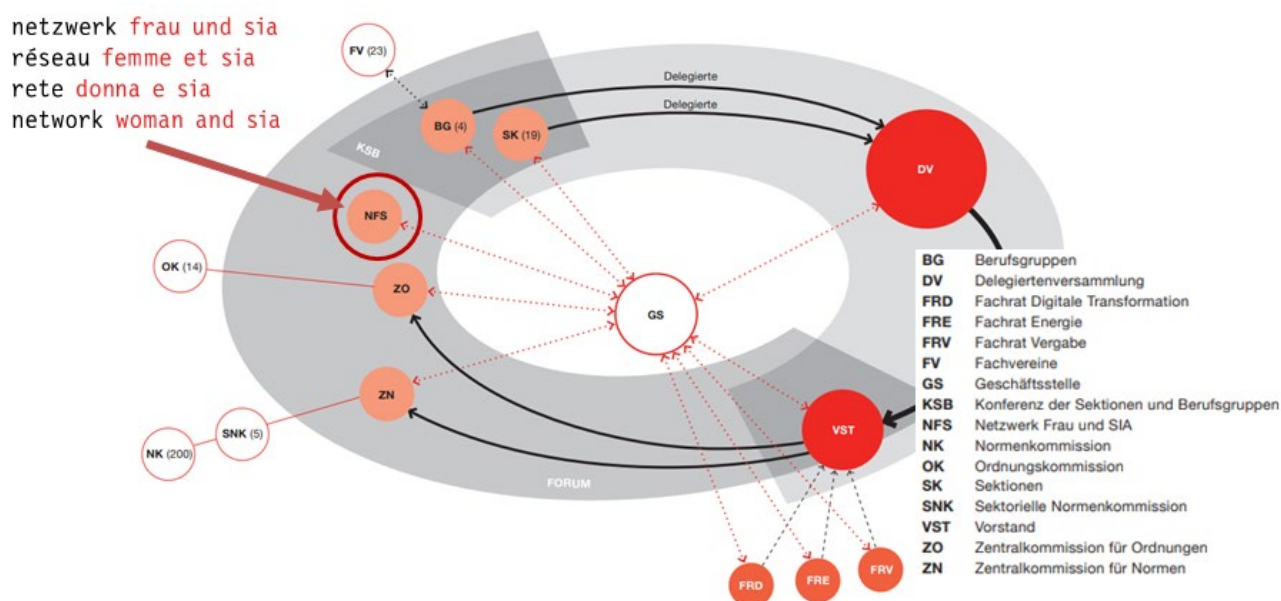 netzwerk frau und sia
réseau femme et sia
rete donna e sia
network woman and sia
FV (23)
Delegierte
Delegierte
BG (4)
SK (19)
KSB
DV
NFS
OK (14)
ZO
GS
ZN
SNK (5)
NK (200)
VST
FORUM
FRD
FRE
FRV
BG Berufsgruppen
DV Delegiertenversammlung
FRD Fachrat Digitale Transformation
FRE Fachrat Energie
FRV Fachrat Vergabe
FV Fachvereine
GS Geschäftsstelle
KSB Konferenz der Sektionen und Berufsgruppen
NFS Netzwerk Frau und SIA
NK Normenkommission
OK Ordnungskommission
SK Sektionen
SNK Sektorielle Normenkommission
VST Vorstand
ZO Zentralkommission für Ordnungen
ZN Zentralkommission für Normen